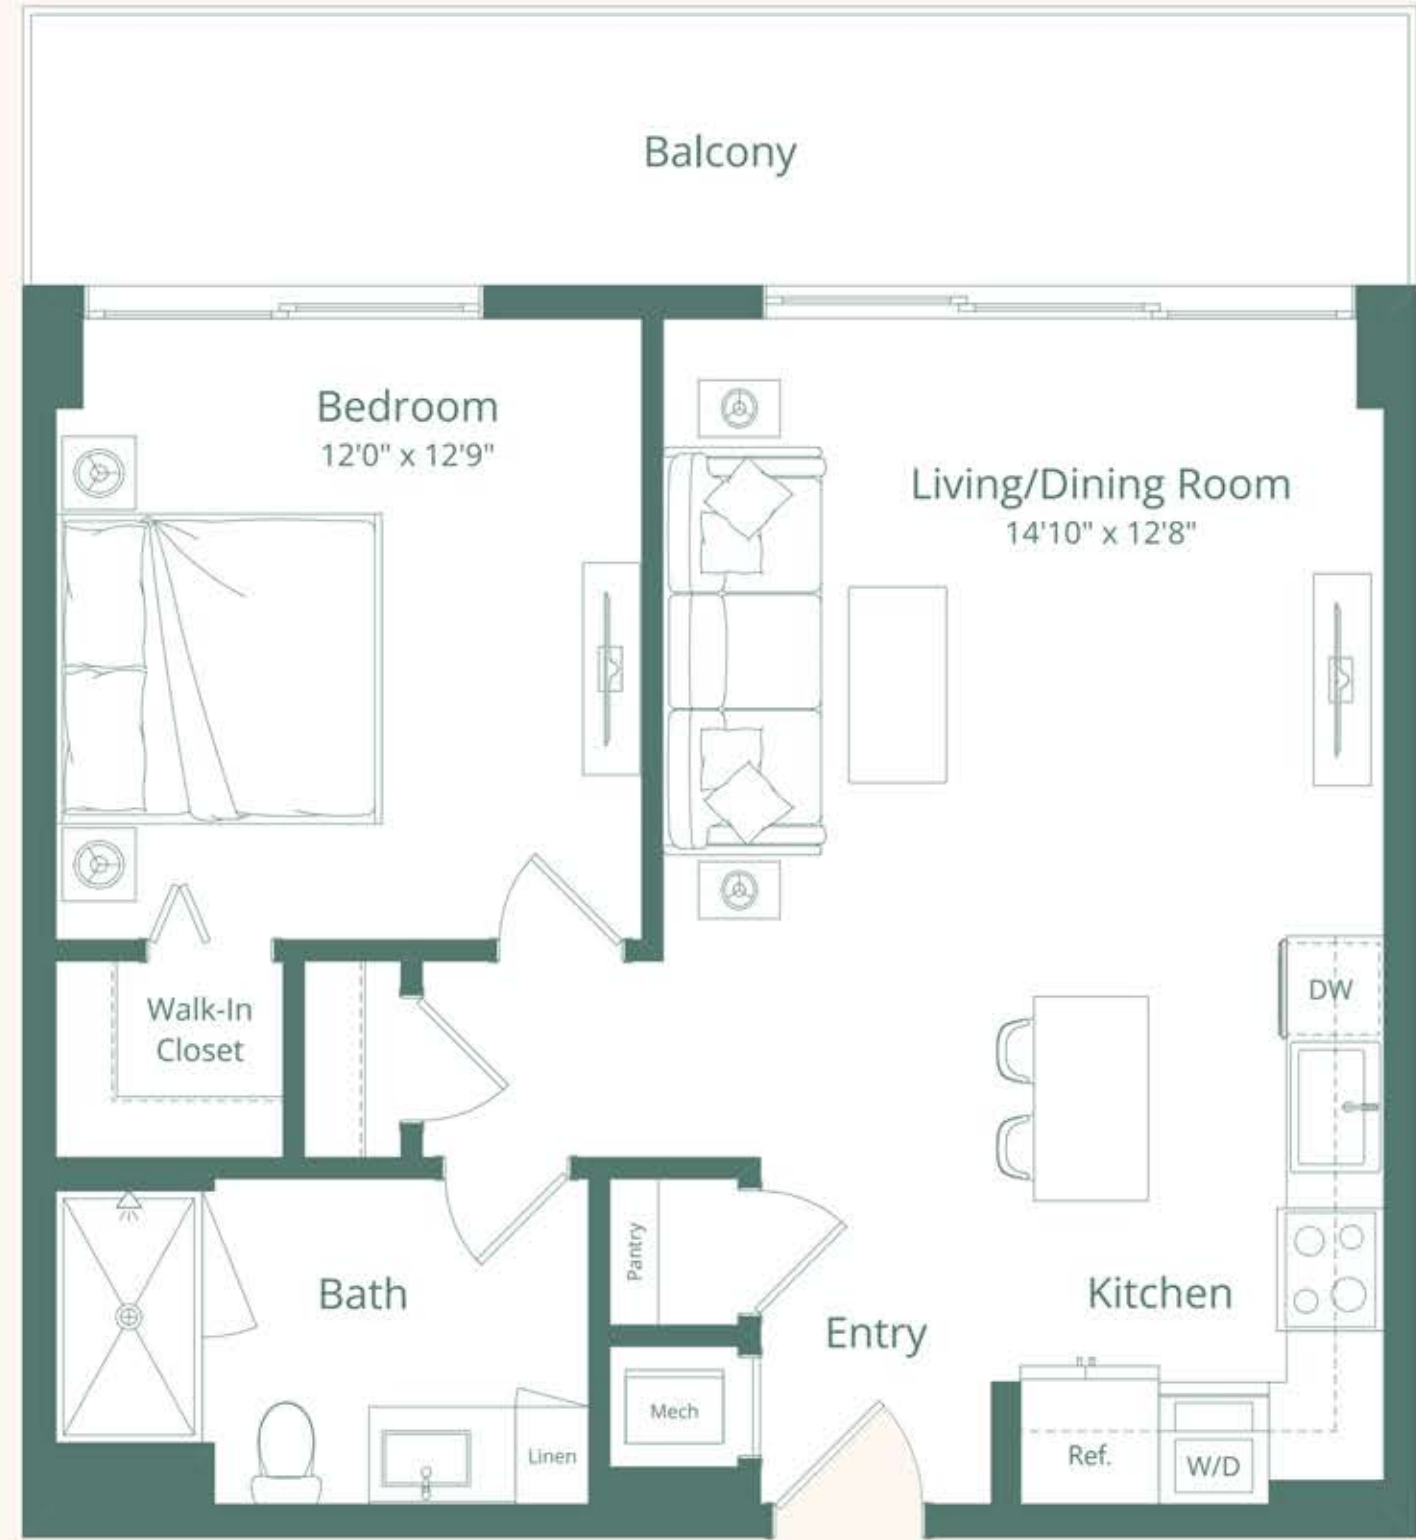 Balcony
Bedroom
12'0" x 12'9"
Living/Dining Room
14'10" x 12'8"
DW
Walk-In
Closet
Pantry
Bath
Kitchen
Entry
Mech
Linen
Ref.
W/D